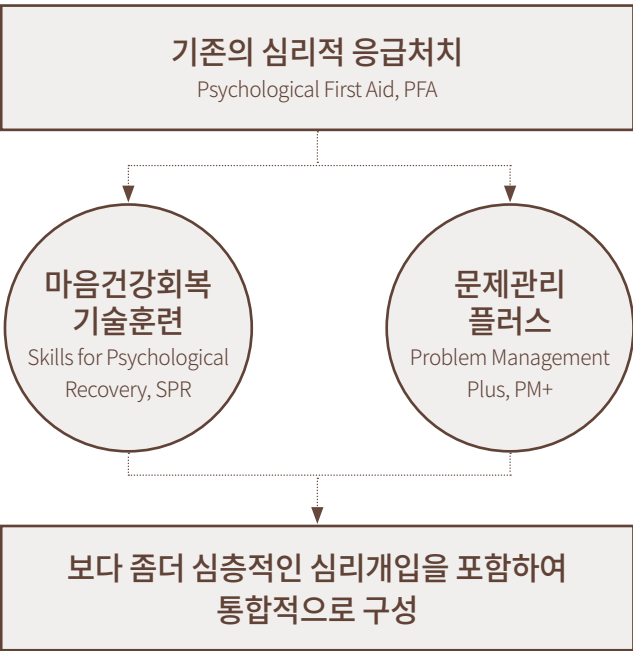 기존의 심리적 응급처치
Psychological First Aid, PFA
마음건강회복
기술훈련
Skills for Psychological
Recovery, SPR
문제관리
플러스
Problem Management
Plus, PM+
보다 좀더 심층적인 심리개입을 포함하여
통합적으로 구성